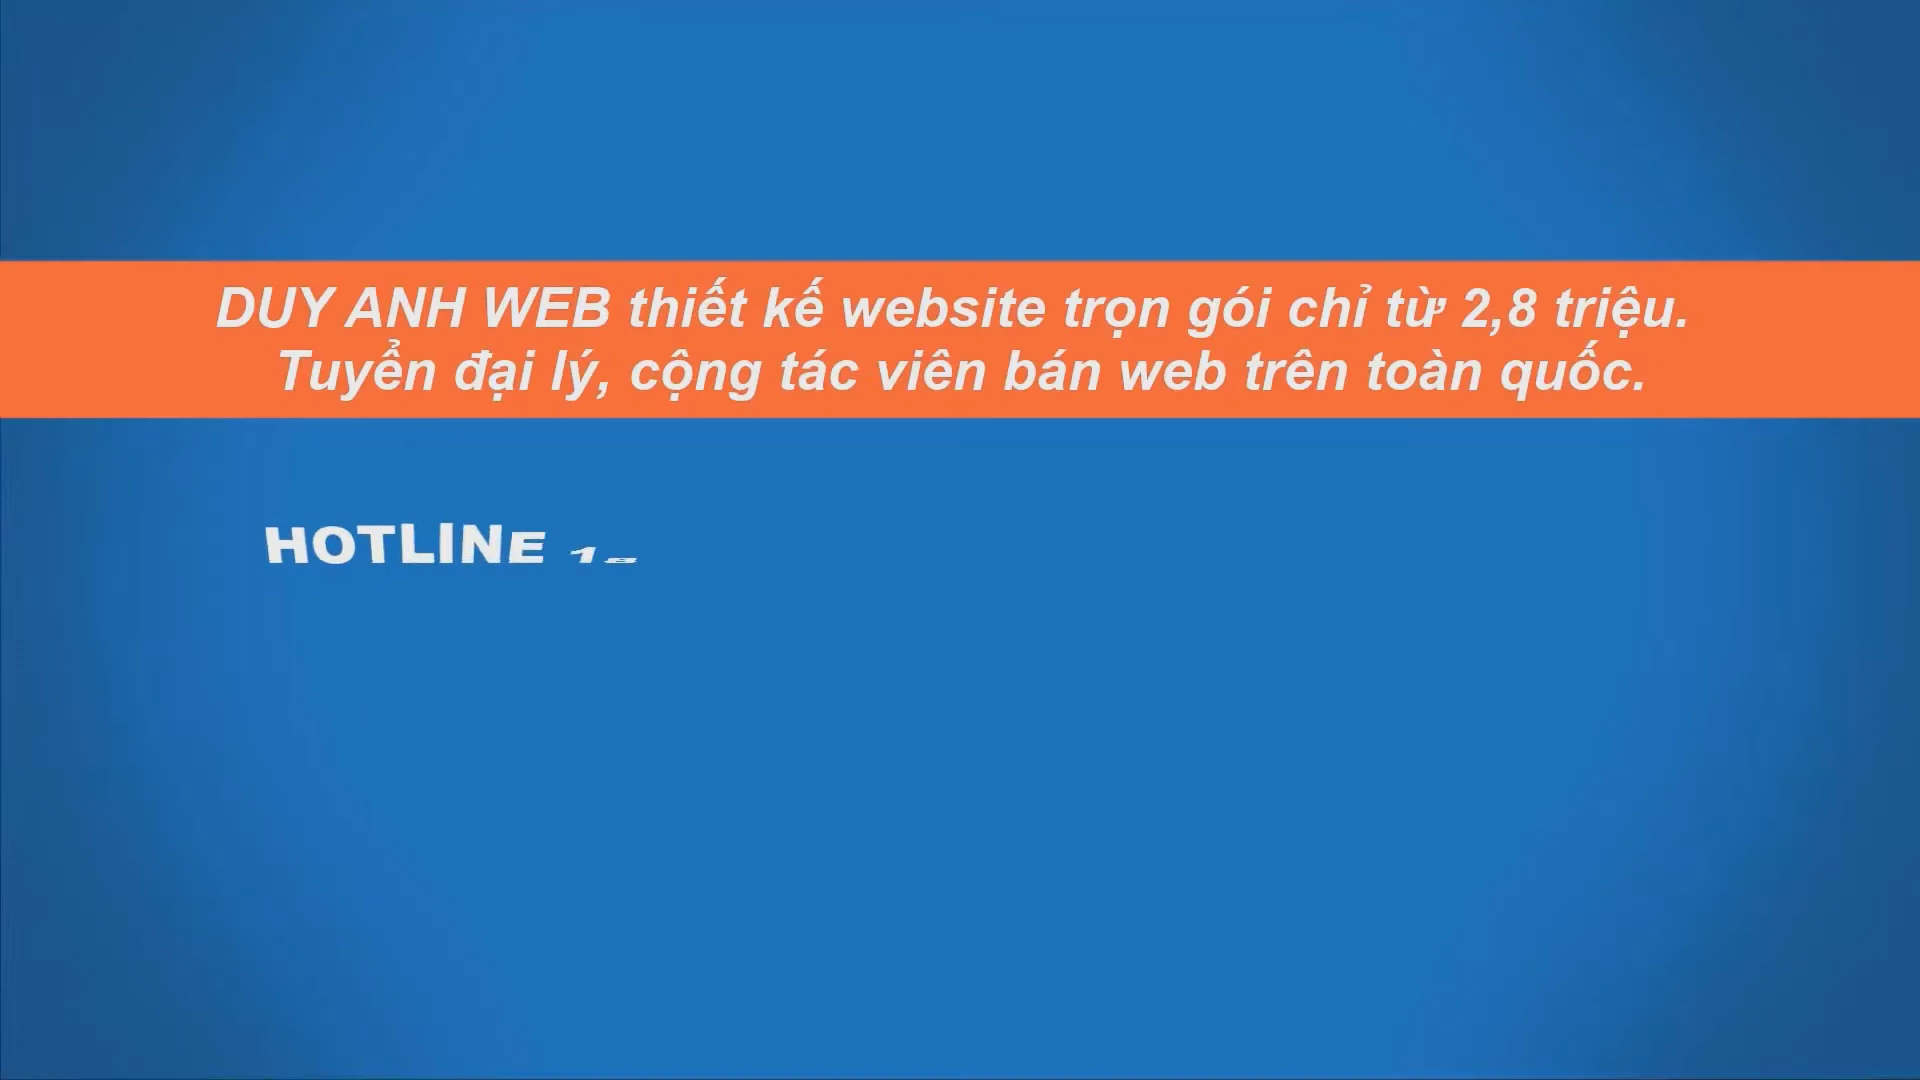 DUY ANH WEB thiết kế website trọn gói chỉ từ 2,8 triệu.
Tuyển đại lý, cộng tác viên bán web trên toàn quốc.
HOTLINE